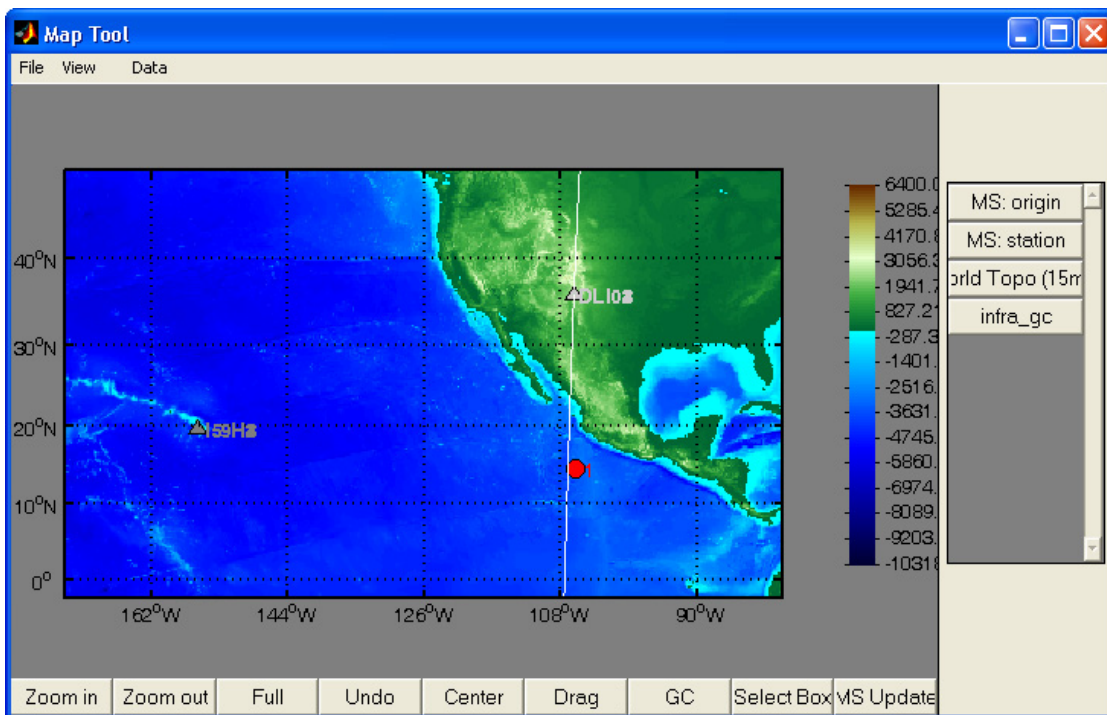 Map Tool
File View Data
40°N
30°N
20°N
10°N
0°
162°W 144°W 126°W 108°W 90°W
1
6400.0
5285.4
4170.8
3056.3
1941.7
827.21
-287.3
-1401.
-2516.
-3631.
-4745.
-5860.
-6974.
-8089.
-9203.
-10318
MS: origin
MS: station
orld Topo (15m
infra_gc
Zoom in Zoom out Full Undo Center Drag GC Select Box MS Update